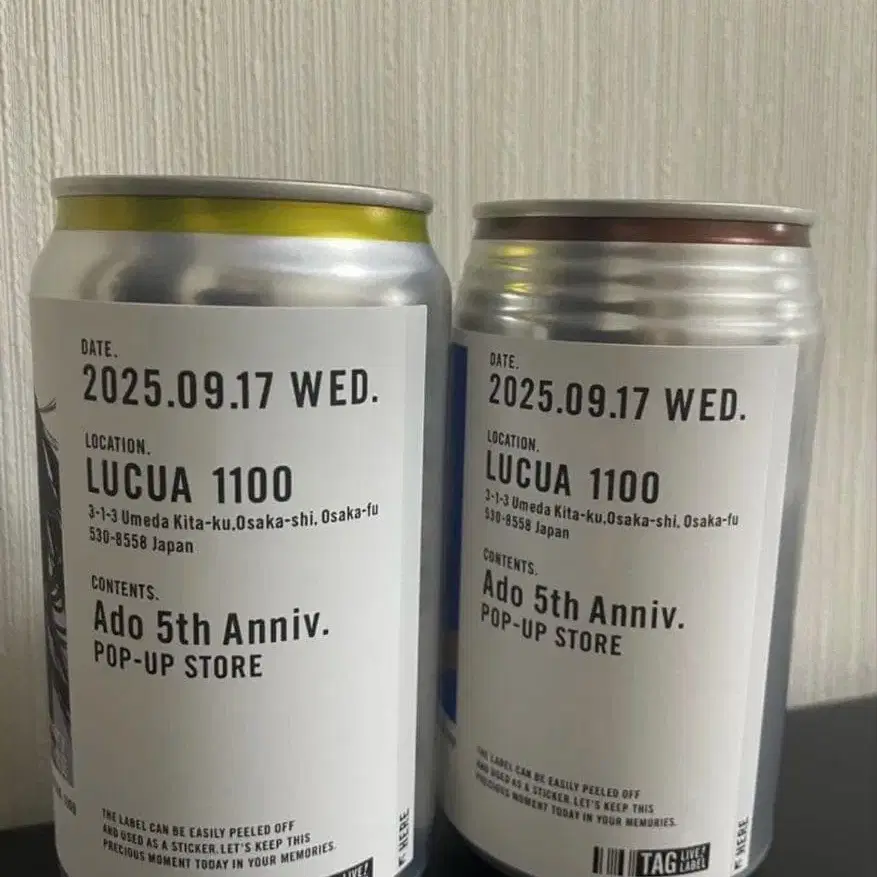 DATE.
2025.09.17 WED.
LOCATION.
LUCUA 1100
3-1-3 Umeda Kita-ku,Osaka-shi, Osaka-fu
530-8558 Japan
CONTENTS.
Ado 5th Anniv.
POP-UP STORE
THE LABEL CAN BE EASILY PEELED OFF
AND USED AS A STICKER. LET'S KEEP THIS
PRECIOUS MOMENT TODAY IN YOUR MEMORIES.
LIVE!
HERE
DATE.
2025.09.17 WED.
LOCATION.
LUCUA 1100
3-1-3 Umeda Kita-ku,Osaka-shi, Osaka-fu
530-8558 Japan
CONTENTS.
Ado 5th Anniv.
POP-UP STORE
THE LABEL CAN BE EASILY PEELED OFF
AND USED AS A STICKER. LET'S KEEP THIS
PRECIOUS MOMENT TODAY IN YOUR MEMORIES.
TAG LIVE!
LABEL
HERE